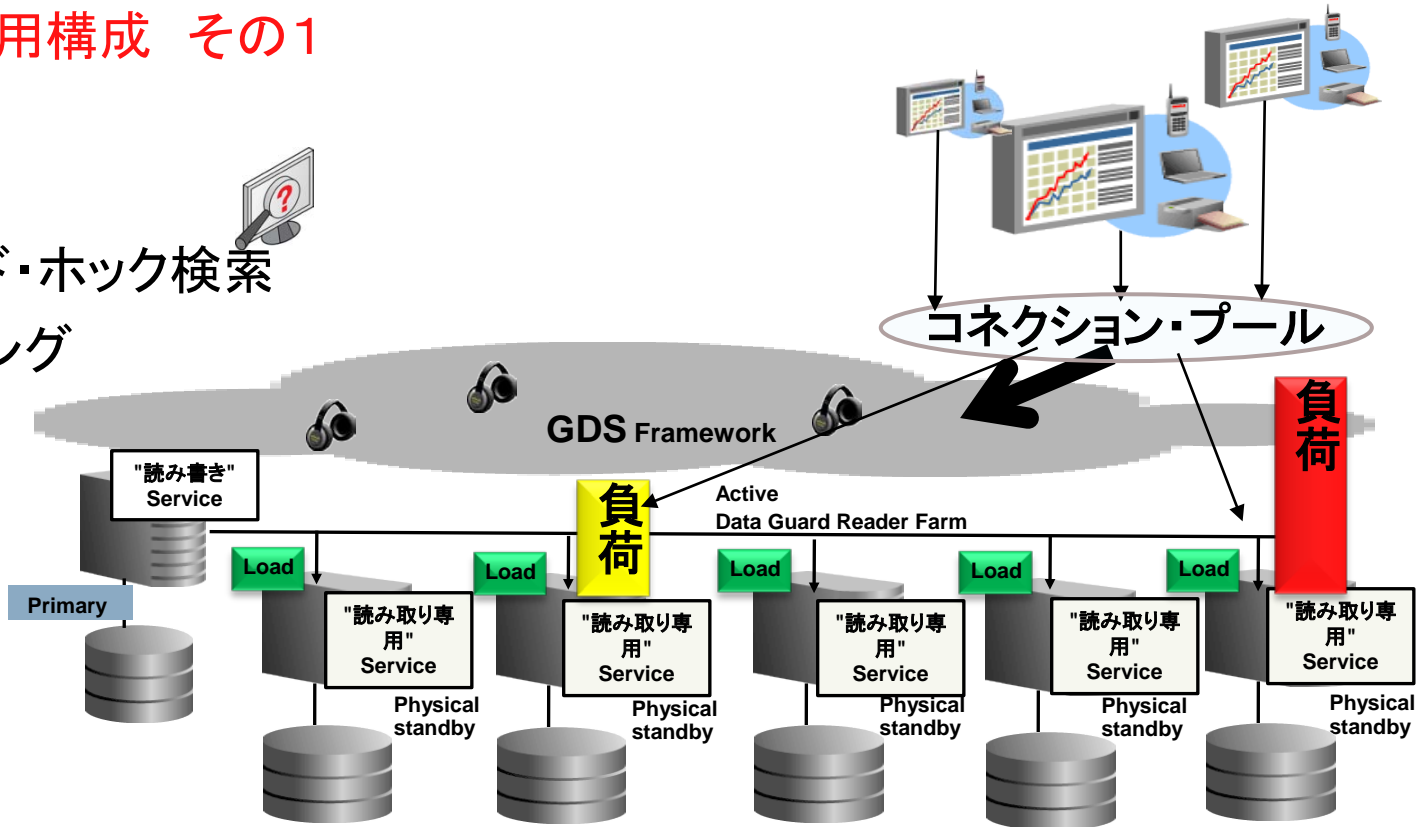 用構成 その1
?
・ホック検索
ング
コネクション・プール
GDS Framework
負荷
"読み書き"
Service
負荷
Active
Data Guard Reader Farm
Primary
Load
Load
Load
Load
Load
"読み取り専
用"
Service
"読み取り専
用"
Service
"読み取り専
用"
Service
"読み取り専
用"
Service
"読み取り専
用"
Service
Physical
standby
Physical
standby
Physical
standby
Physical
standby
Physical
standby